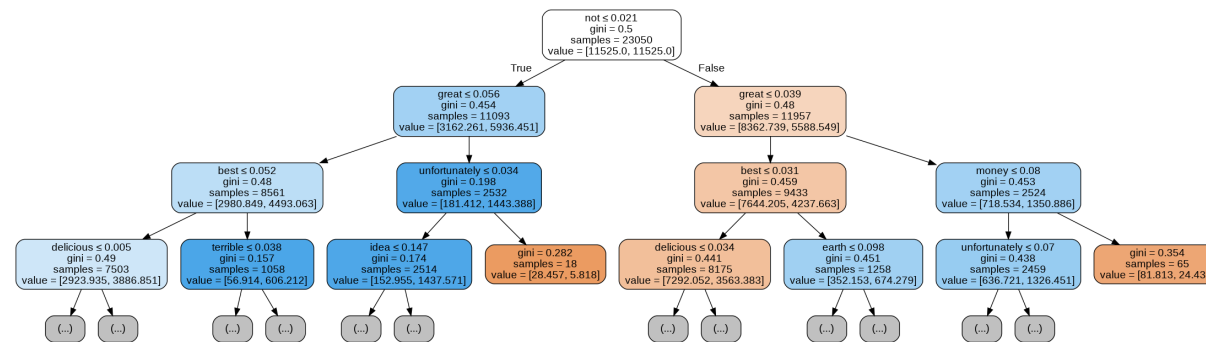 not ≤ 0.021
gini = 0.5
samples = 23050
value = [11525.0, 11525.0]
True
False
great ≤ 0.056
gini = 0.454
samples = 11093
value = [3162.261, 5936.451]
great ≤ 0.039
gini = 0.48
samples = 11957
value = [8362.739, 5588.549]
best ≤ 0.052
gini = 0.48
samples = 8561
value = [2980.849, 4493.063]
unfortunately ≤ 0.034
gini = 0.198
samples = 2532
value = [181.412, 1443.388]
best ≤ 0.031
gini = 0.459
samples = 9433
value = [7644.205, 4237.663]
money ≤ 0.08
gini = 0.453
samples = 2524
value = [718.534, 1350.886]
delicious ≤ 0.005
gini = 0.49
samples = 7503
value = [2923.935, 3886.851]
terrible ≤ 0.038
gini = 0.157
samples = 1058
value = [56.914, 606.212]
idea ≤ 0.147
gini = 0.174
samples = 2514
value = [152.955, 1437.571]
gini = 0.282
samples = 18
value = [28.457, 5.818]
delicious ≤ 0.034
gini = 0.441
samples = 8175
value = [7292.052, 3563.383]
earth ≤ 0.098
gini = 0.451
samples = 1258
value = [352.153, 674.279]
unfortunately ≤ 0.07
gini = 0.438
samples = 2459
value = [636.721, 1326.451]
gini = 0.354
samples = 65
value = [81.813, 24.43
(...)
(...)
(...)
(...)
(...)
(...)
(...)
(...)
(...)
(...)
(...)
(...)